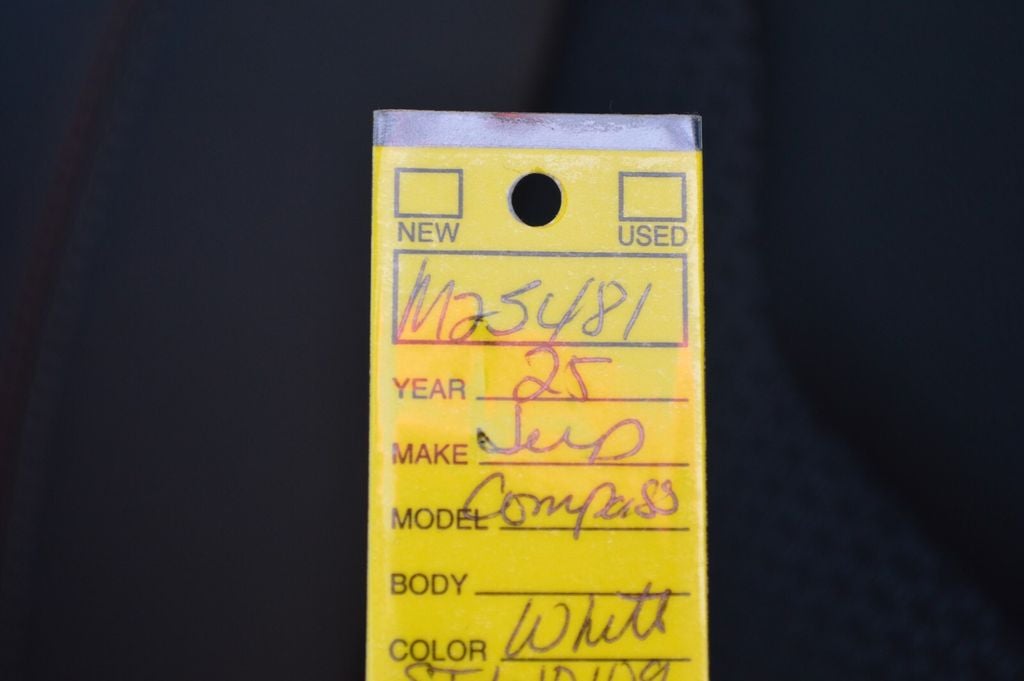 NEW USED
M25481
YEAR 25
MAKE Jeep
MODEL Compass
BODY
COLOR White